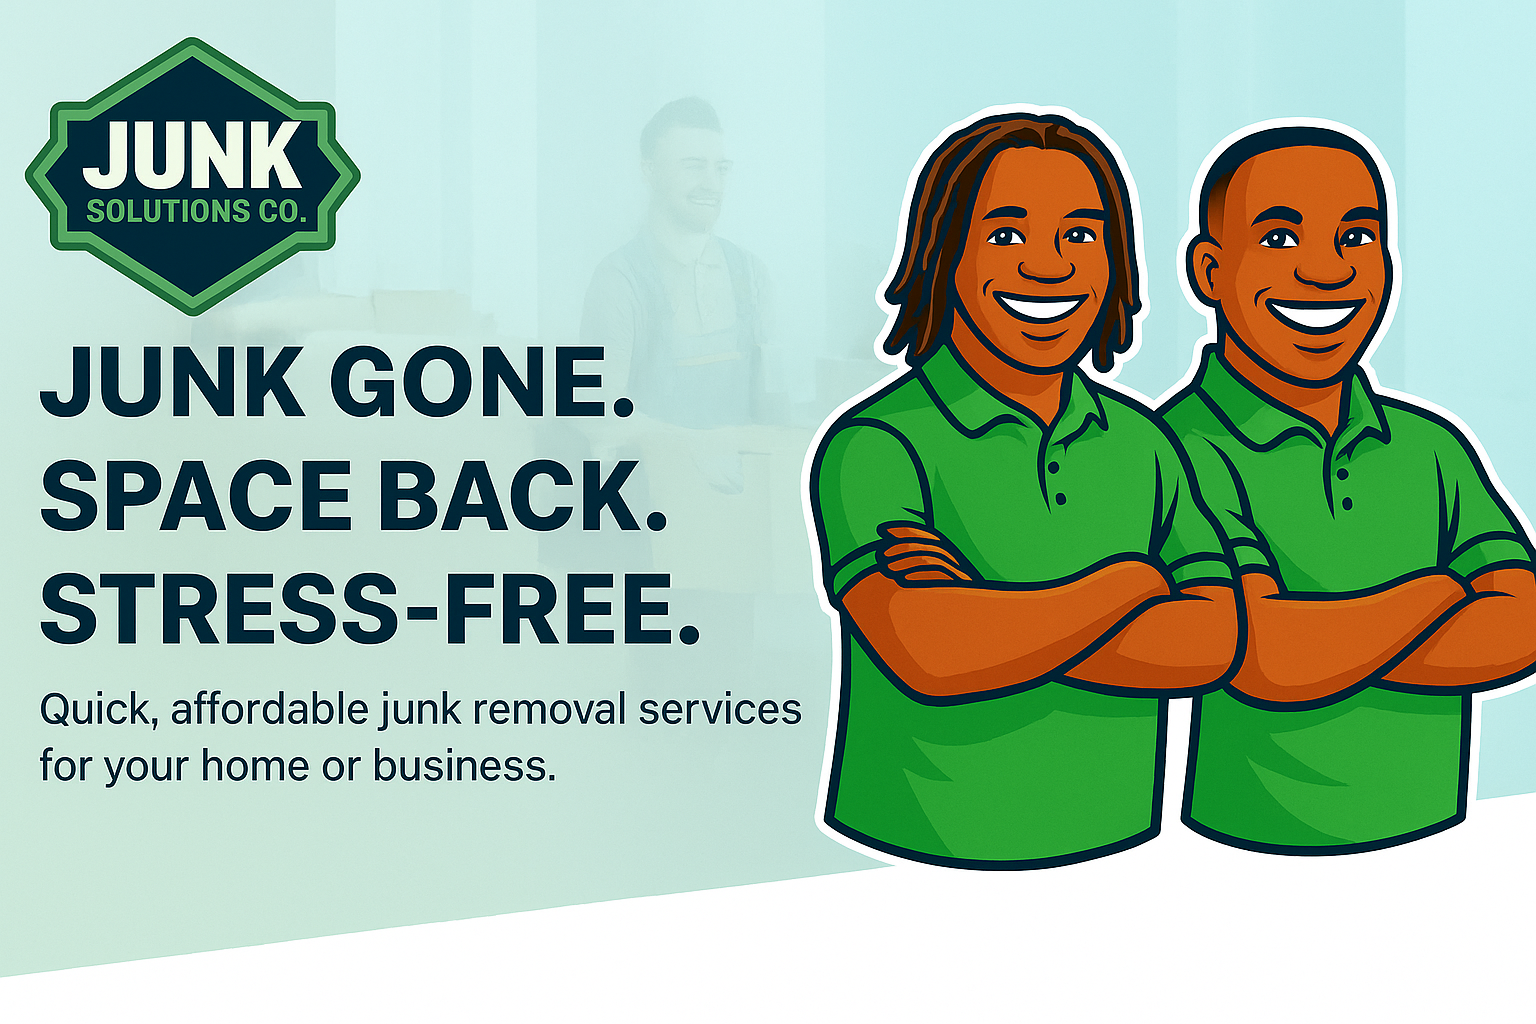 JUNK
SOLUTIONS CO.
JUNK GONE.
SPACE BACK.
STRESS-FREE.
Quick, affordable junk removal services
for your home or business.